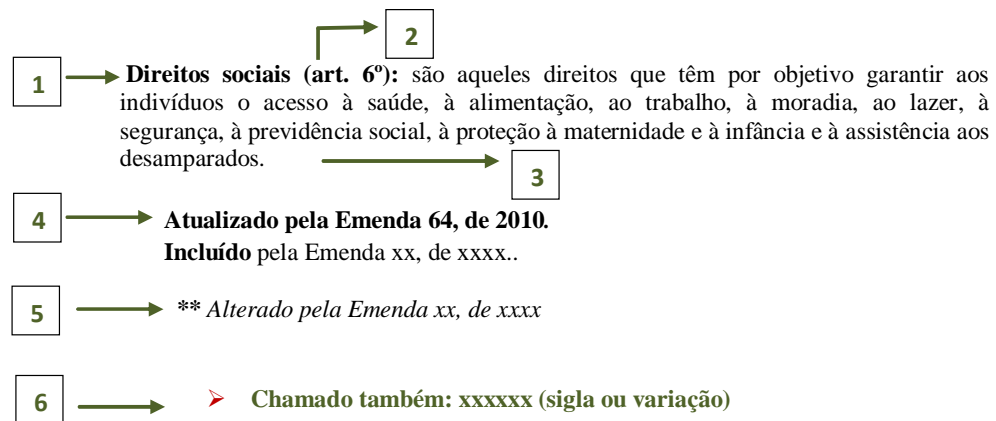 2
1
Direitos sociais (art. 6º): são aqueles direitos que têm por objetivo garantir aos
indivíduos o acesso à saúde, à alimentação, ao trabalho, à moradia, ao lazer, à
segurança, à previdência social, à proteção à maternidade e à infância e à assistência aos
desamparados.
3
4
Atualizado pela Emenda 64, de 2010.
Incluído pela Emenda xx, de xxxx..
5
** Alterado pela Emenda xx, de xxxx
6
➢ Chamado também: xxxxxx (sigla ou variação)